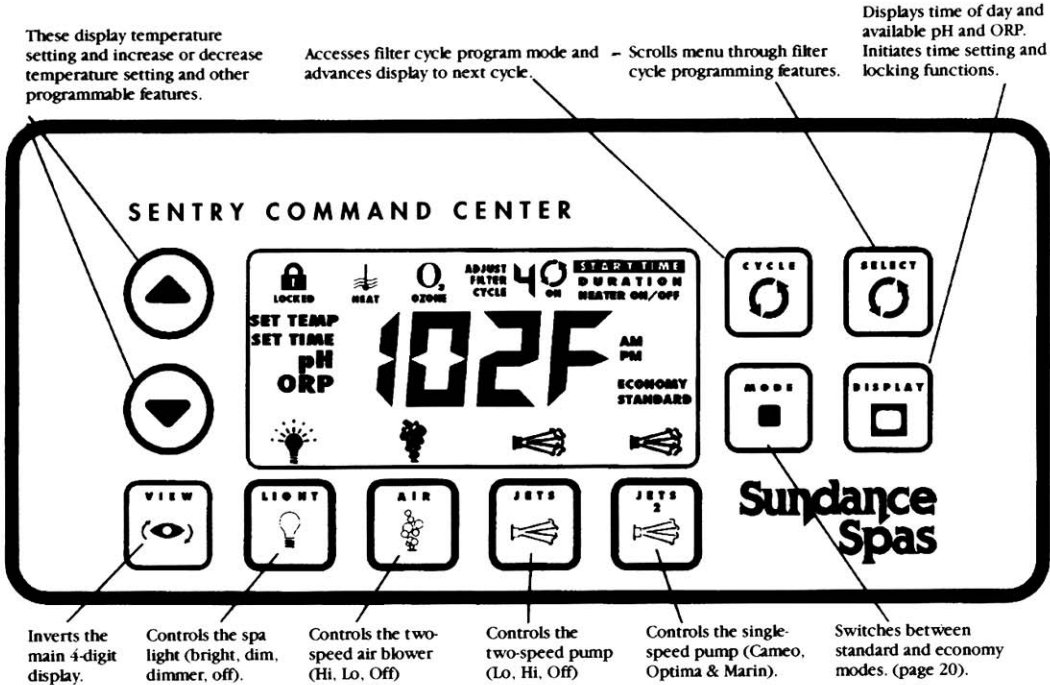 These display temperature
setting and increase or decrease
temperature setting and other
programmable features.
Accesses filter cycle program mode and
advances display to next cycle.
– Scrolls menu through filter
cycle programming features.
Displays time of day and
available pH and ORP.
Initiates time setting and
locking functions.
SENTRY COMMAND CENTER
LOCKED
HEAT
O3
OZONE
ADJUST
FILTER
CYCLE
4
ON
START TIME
DURATION
HEATER ON/OFF
SET TEMP
SET TIME
pH
ORP
102F
AM
PM
ECONOMY
STANDARD
CYCLE
SELECT
MODE
DISPLAY
VIEW
LIGHT
AIR
JETS
JETS
2
Sundance
Spas
Inverts the
main 4-digit
display.
Controls the spa
light (bright, dim,
dimmer, off).
Controls the two-
speed air blower
(Hi, Lo, Off)
Controls the
two-speed pump
(Lo, Hi, Off)
Controls the single-
speed pump (Cameo,
Optima & Marin).
Switches between
standard and economy
modes. (page 20).